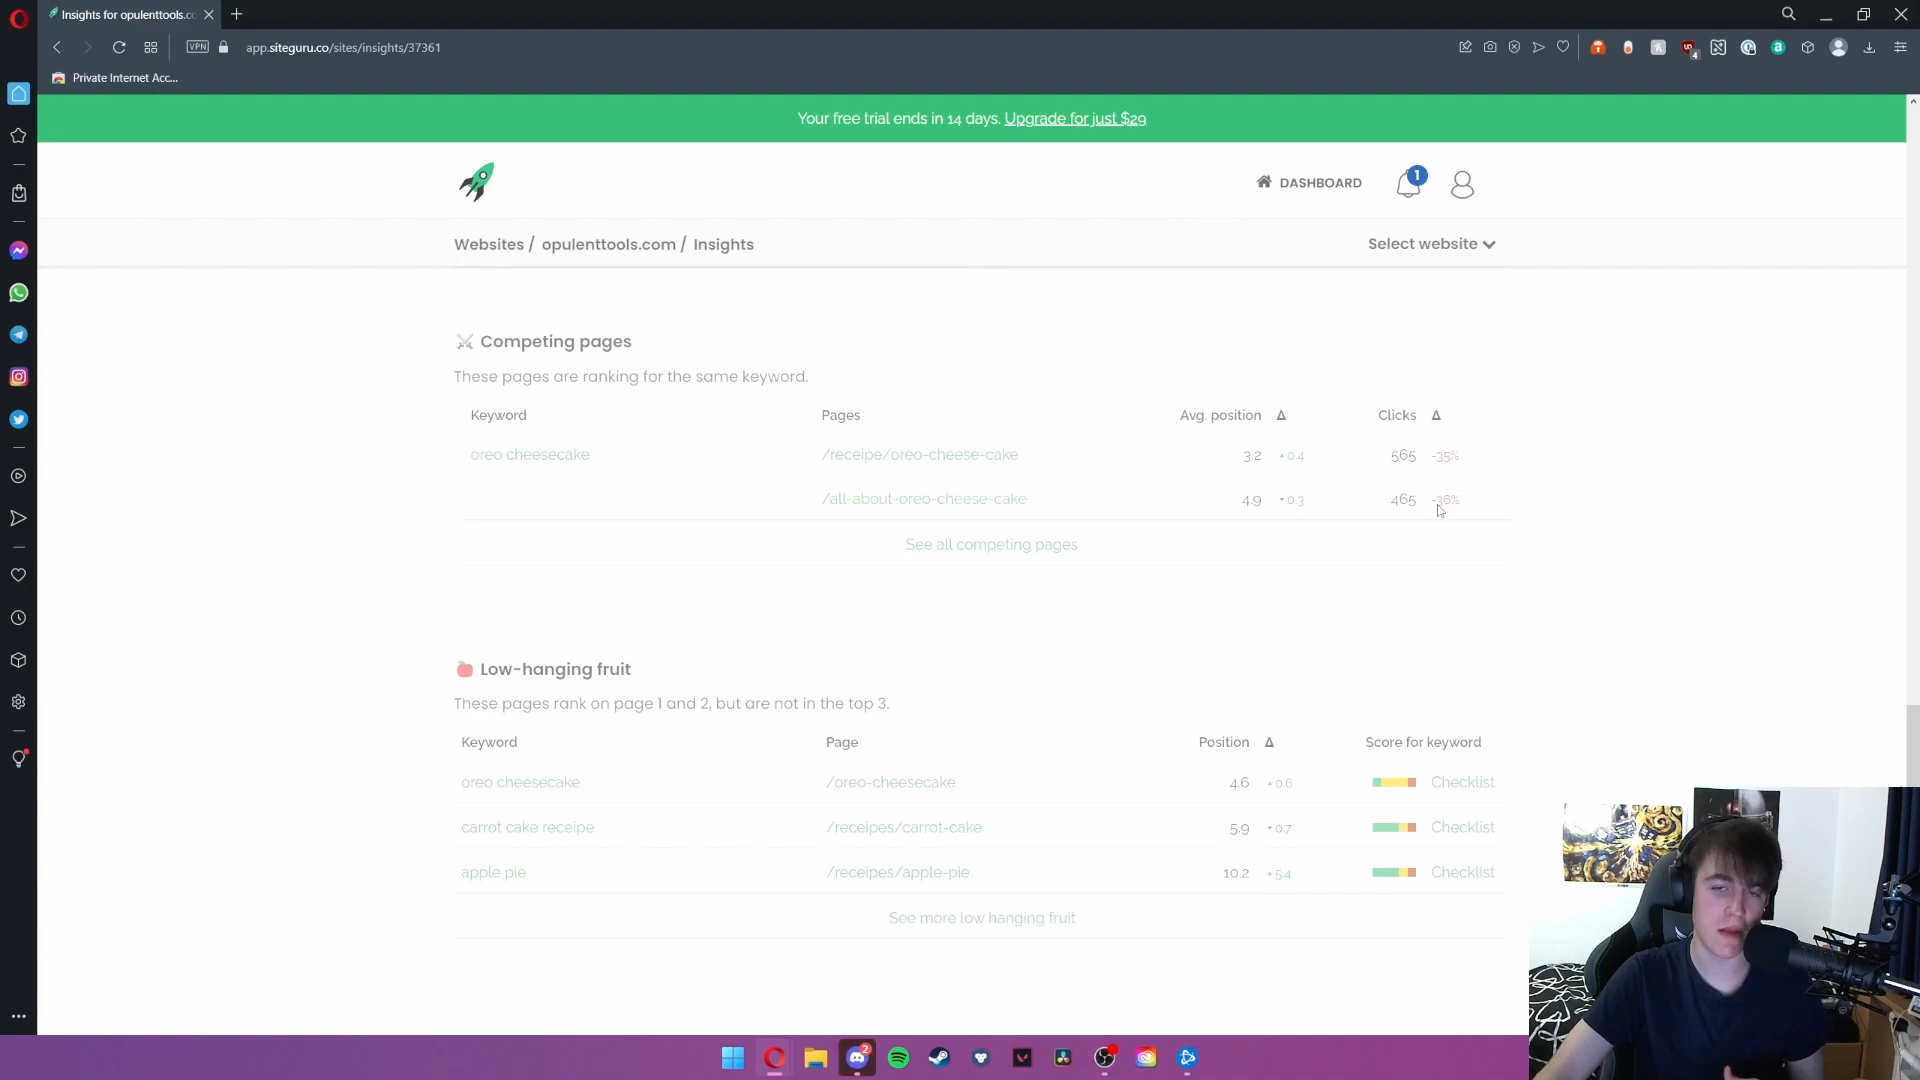 Insights for opulenttools.co
app.siteguru.co/sites/insights/37361
VPN
4
Private Internet Acc...
Your free trial ends in 14 days. Upgrade for just $29
DASHBOARD
1
Websites / opulenttools.com / Insights
Select website
Competing pages
These pages are ranking for the same keyword.
Keyword Pages Avg. position Δ Clicks Δ
oreo cheesecake /receipe/oreo-cheese-cake 3.2 0.4 565 -35%
/all-about-oreo-cheese-cake 4.9 0.3 465 -36%
See all competing pages
Low-hanging fruit
These pages rank on page 1 and 2, but are not in the top 3.
Keyword Page Position Δ Score for keyword
oreo cheesecake /oreo-cheesecake 4.6 0.6 Checklist
carrot cake receipe /receipes/carrot-cake 5.9 0.7 Checklist
apple pie /receipes/apple-pie 10.2 5.4 Checklist
See more low hanging fruit
2